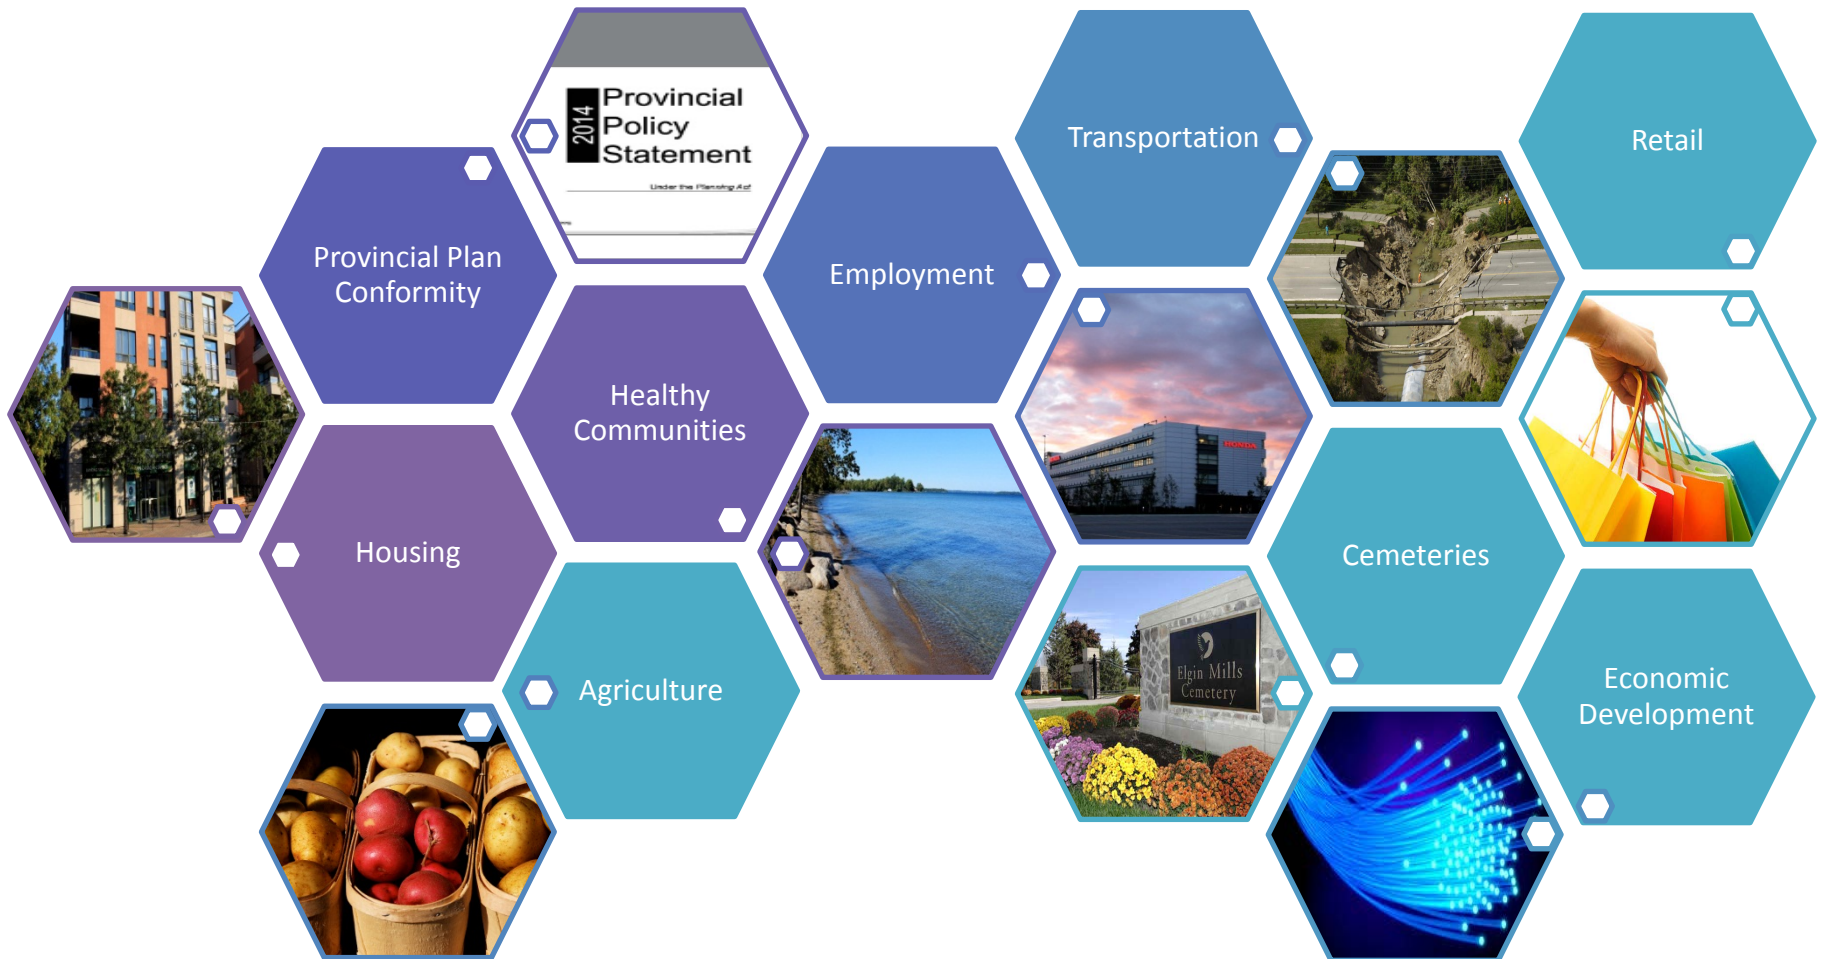 2014
Provincial
Policy
Statement
Under the Planning Act
Transportation
Retail
Provincial Plan
Conformity
Employment
Healthy
Communities
HONDA
Housing
Cemeteries
Agriculture
Elgin Mills
Cemetery
Economic
Development